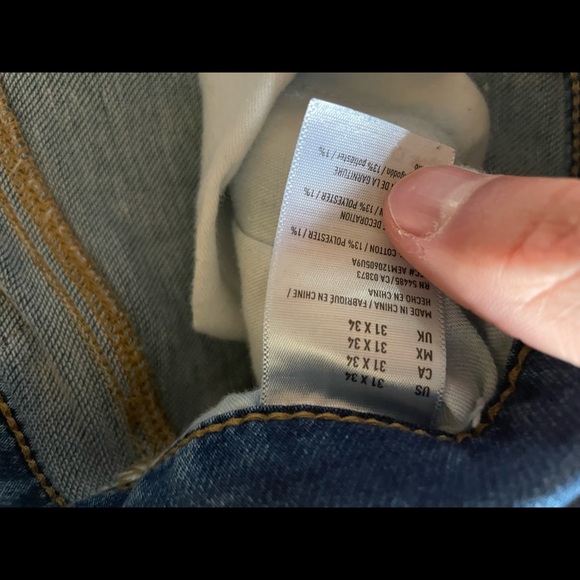 US 31 X 34
CA 31 X 34
MX 31 X 34
UK 31 X 34
MADE IN CHINA / FABRIQUÉ EN CHINE /
HECHO EN CHINA
RN 54485/CA 03873
AEM12060SU9A
COTTON / 13% POLYESTER / 1%
DECORATION
/ 13% POLYESTER / 1%
DE LA GARNITURE
/ 13% poliéster / 1%